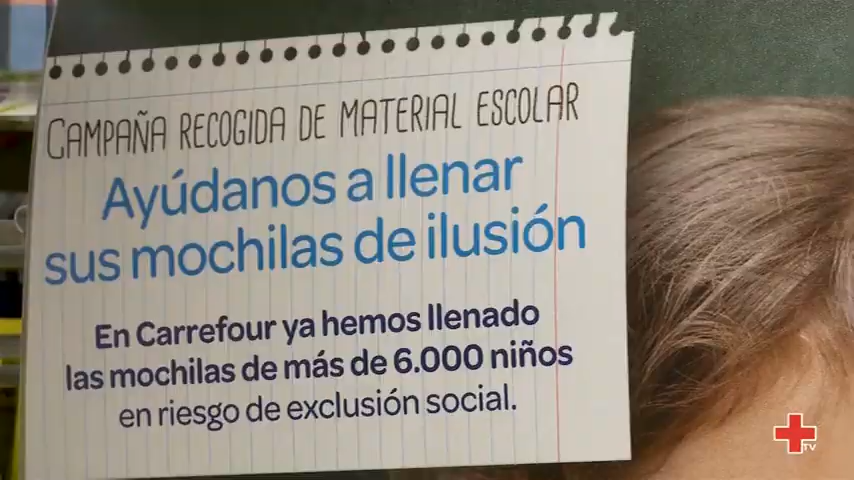 CAMPAÑA RECOGIDA DE MATERIAL ESCOLAR
Ayúdanos a llenar
sus mochilas de ilusión
En Carrefour ya hemos llenado
las mochilas de más de 6.000 niños
en riesgo de exclusión social.
TV